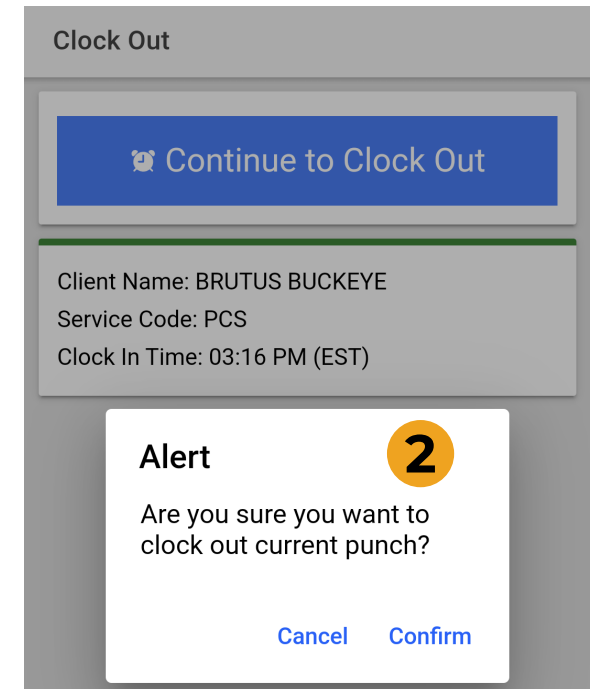 Clock Out
Continue to Clock Out
Client Name: BRUTUS BUCKEYE
Service Code: PCS
Clock In Time: 03:16 PM (EST)
Alert
2
Are you sure you want to
clock out current punch?
Cancel Confirm